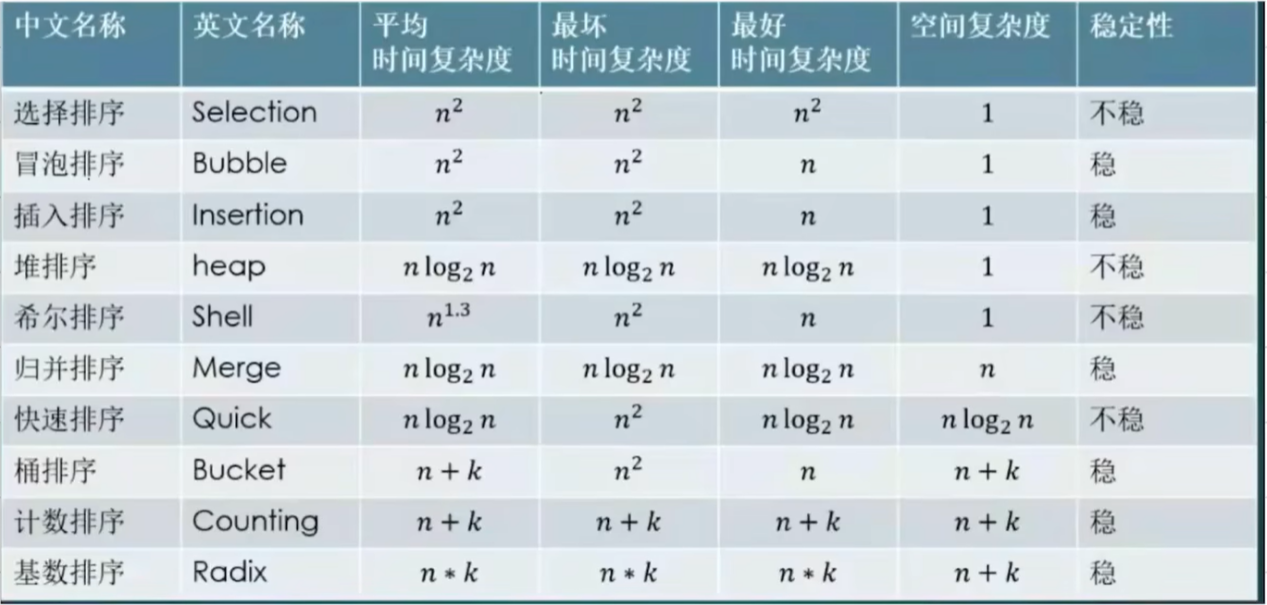 中文名称 英文名称 平均时间复杂度 最坏时间复杂度 最好时间复杂度 空间复杂度 稳定性
选择排序 Selection n² n² n² 1 不稳
冒泡排序 Bubble n² n² n 1 稳
插入排序 Insertion n² n² n 1 稳
堆排序 heap n log₂ n n log₂ n n log₂ n 1 不稳
希尔排序 Shell n¹·³ n² n 1 不稳
归并排序 Merge n log₂ n n log₂ n n log₂ n n 稳
快速排序 Quick n log₂ n n² n log₂ n n log₂ n 不稳
桶排序 Bucket n + k n² n n + k 稳
计数排序 Counting n + k n + k n + k n + k 稳
基数排序 Radix n * k n * k n * k n + k 稳